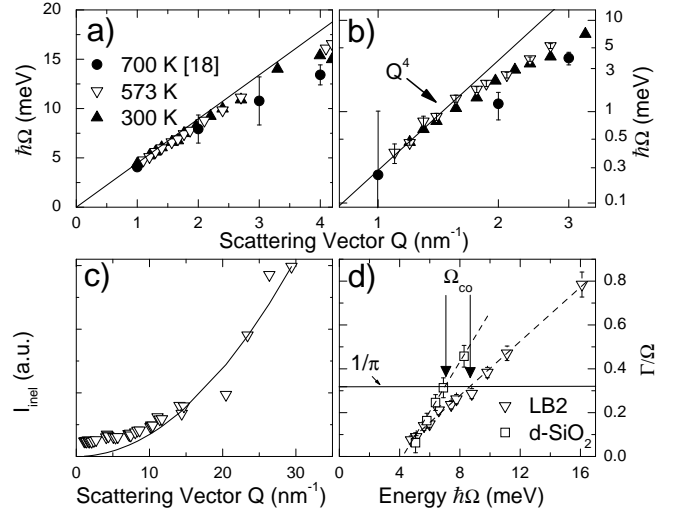 a)
ħΩ (meV)
20
15
10
5
0
700 K [18]
573 K
300 K
0 1 2 3 4
b)
Q⁴
10
5
1
0.5
0.1
ħΩ (meV)
1 2 3
Scattering Vector Q (nm⁻¹)
c)
I_inel (a.u.)
0 10 20 30
Scattering Vector Q (nm⁻¹)
d)
Ω_co
1/π
LB2
d-SiO₂
0.8
0.6
0.4
0.2
0.0
Γ/Ω
0 4 8 12 16
Energy ħΩ (meV)